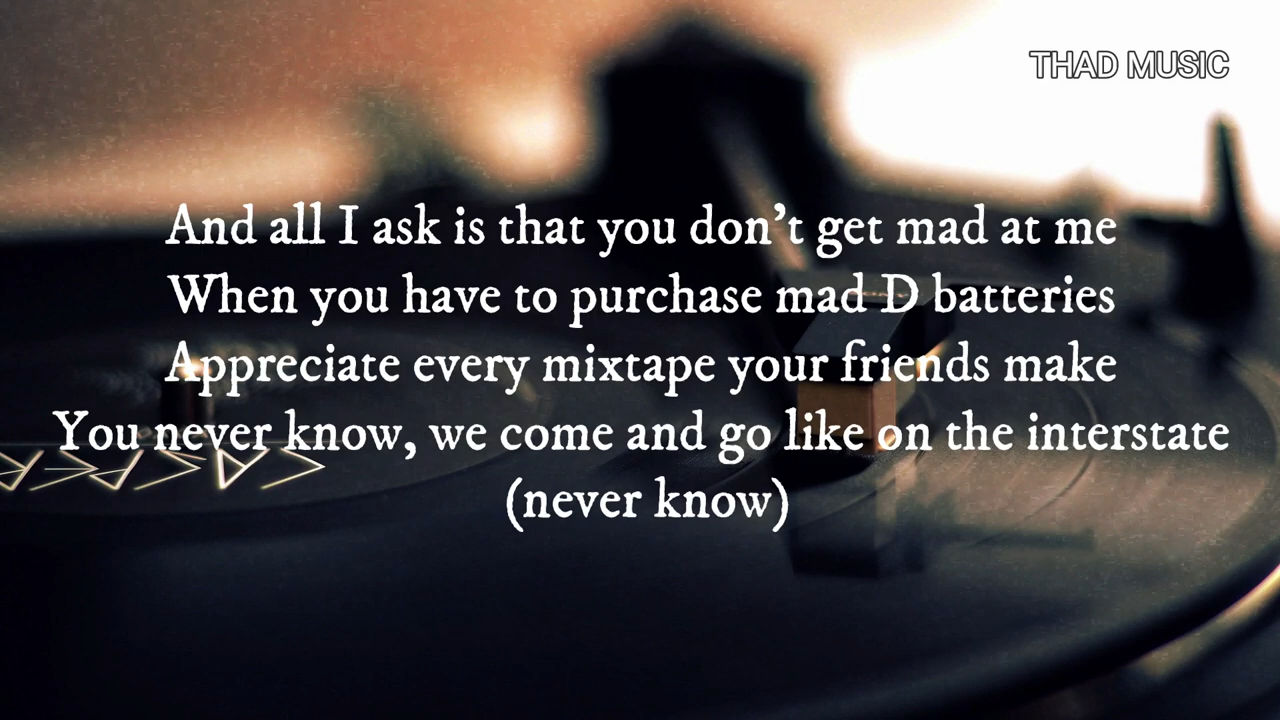 THAD MUSIC
And all I ask is that you don't get mad at me
When you have to purchase mad D batteries
Appreciate every mixtape your friends make
You never know, we come and go like on the interstate
(never know)